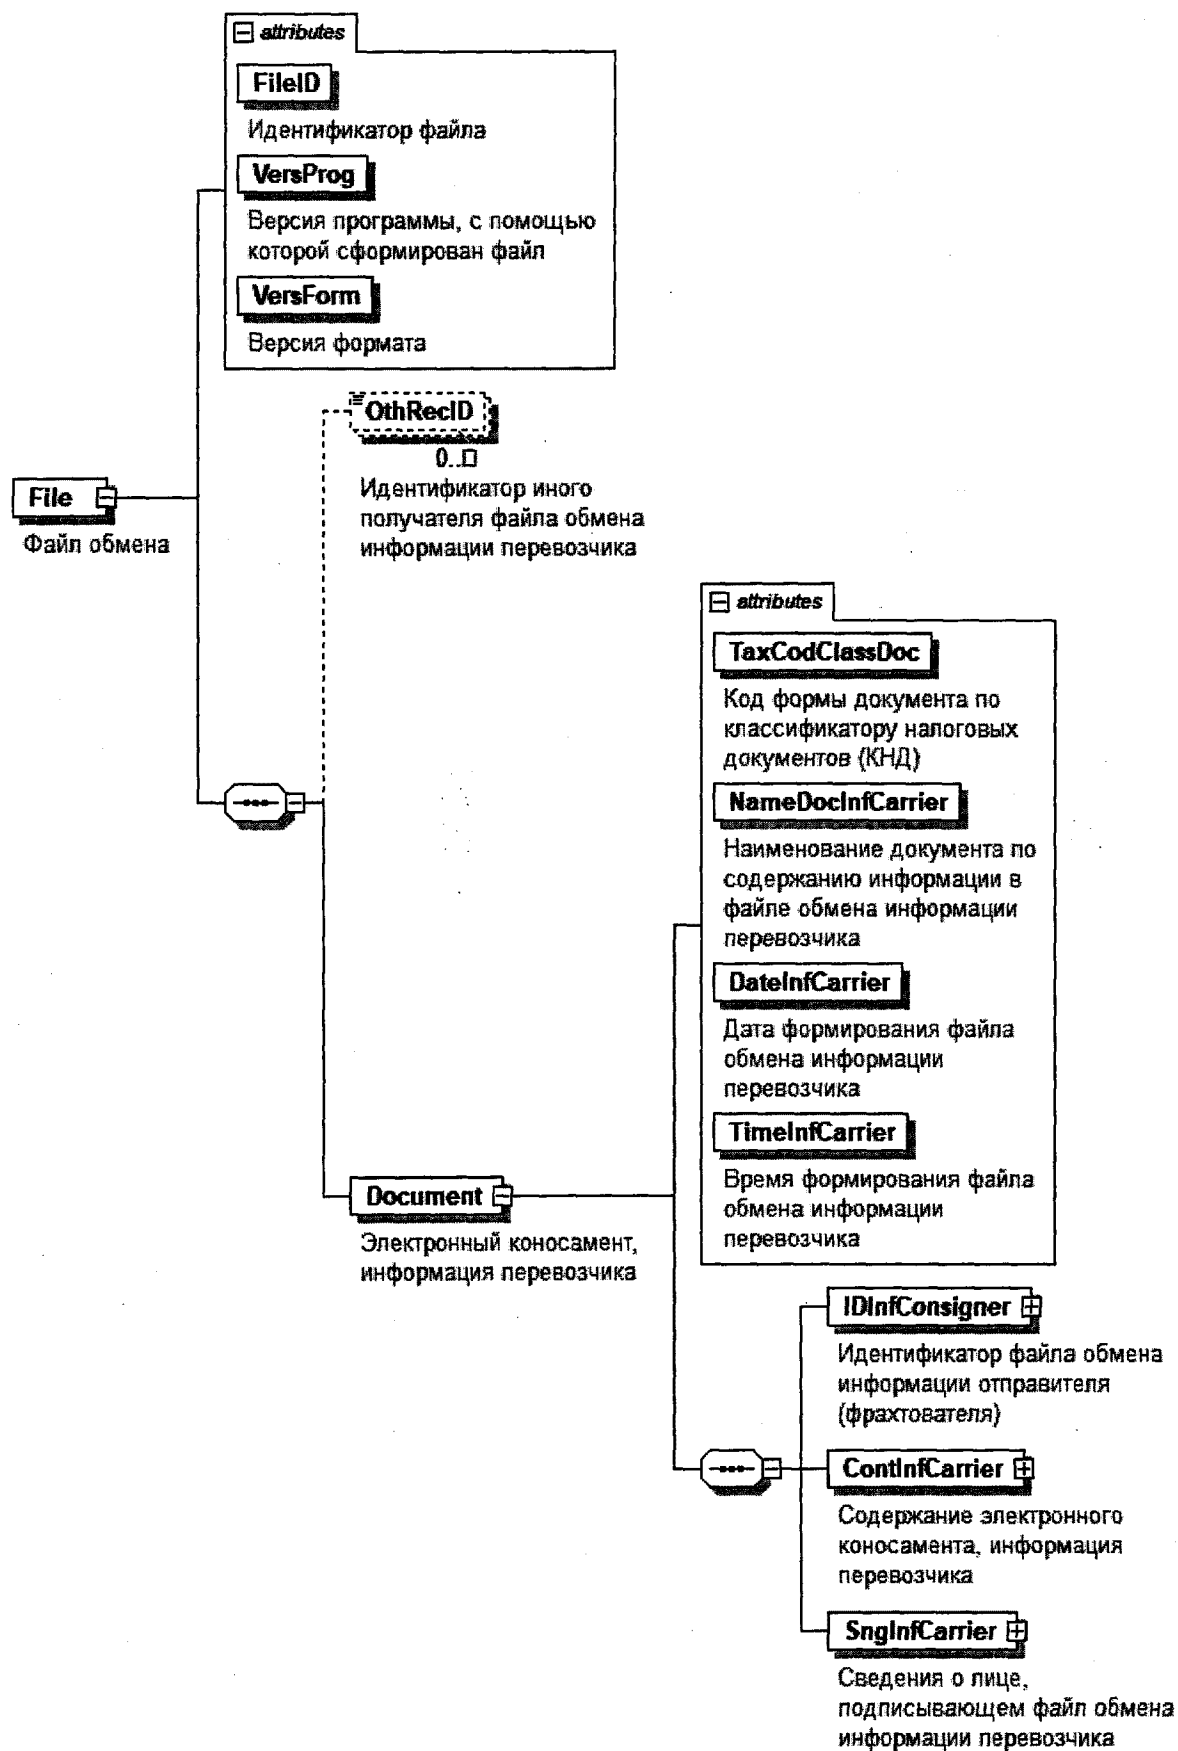 attributes
FileID
Идентификатор файла
VersProg
Версия программы, с помощью
которой сформирован файл
VersForm
Версия формата
OthRecID
0..□
Идентификатор иного
получателя файла обмена
информации перевозчика
File
Файл обмена
attributes
TaxCodClassDoc
Код формы документа по
классификатору налоговых
документов (КНД)
NameDocInfCarrier
Наименование документа по
содержанию информации в
файле обмена информации
перевозчика
DateInfCarrier
Дата формирования файла
обмена информации
перевозчика
TimeInfCarrier
Время формирования файла
обмена информации
перевозчика
Document
Электронный коносамент,
информация перевозчика
IDInfConsigner
Идентификатор файла обмена
информации отправителя
(фрахтователя)
ContInfCarrier
Содержание электронного
коносамента, информация
перевозчика
SngInfCarrier
Сведения о лице,
подписывающем файл обмена
информации перевозчика